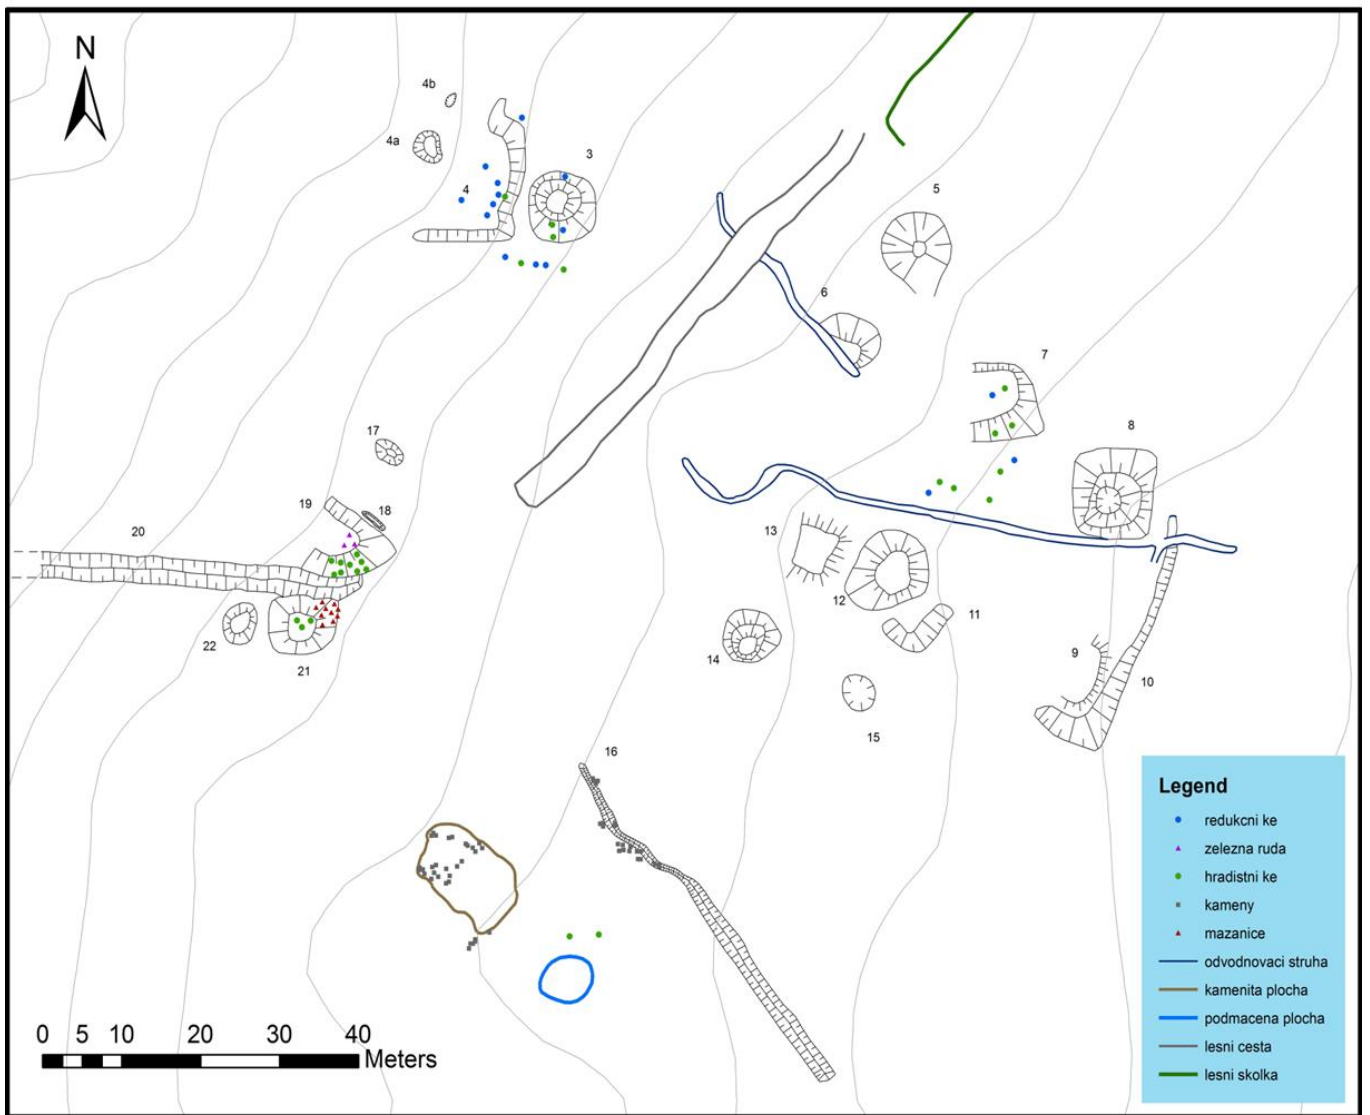 N
4b
4a
3
4
5
6
7
8
17
19
18
20
13
12
11
22
21
14
9
10
15
16
Legend
redukcni ke
zelezna ruda
hradistni ke
kameny
mazanice
odvodnovaci struha
kamenita plocha
podmacena plocha
lesni cesta
lesni skolka
0 5 10 20 30 40
Meters